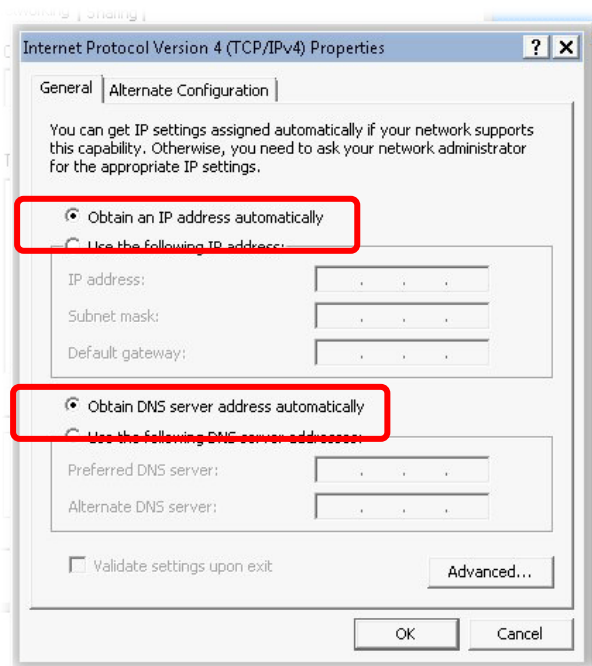 Sharing
Internet Protocol Version 4 (TCP/IPv4) Properties
General Alternate Configuration
You can get IP settings assigned automatically if your network supports
this capability. Otherwise, you need to ask your network administrator
for the appropriate IP settings.
Obtain an IP address automatically
Use the following IP address:
IP address:
Subnet mask:
Default gateway:
Obtain DNS server address automatically
Use the following DNS server addresses:
Preferred DNS server:
Alternate DNS server:
Validate settings upon exit
Advanced...
OK Cancel